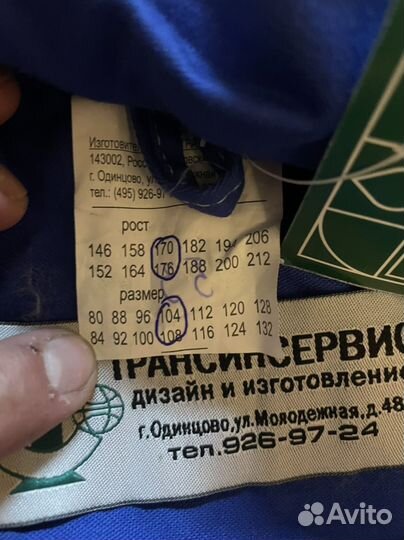 Изготовитель
143002, Рос
г. Одинцово, ул.
тел.: (495) 926-97
рост
146 158 170 182 194 206
152 164 176 188 200 212
размер
80 88 96 104 112 120 128
84 92 100 108 116 124 132
С
ТРАНСИНСЕРВИС
дизайн и изготовление
г.Одинцово,ул.Молодежная,д.48
тел.926-97-24
Avito